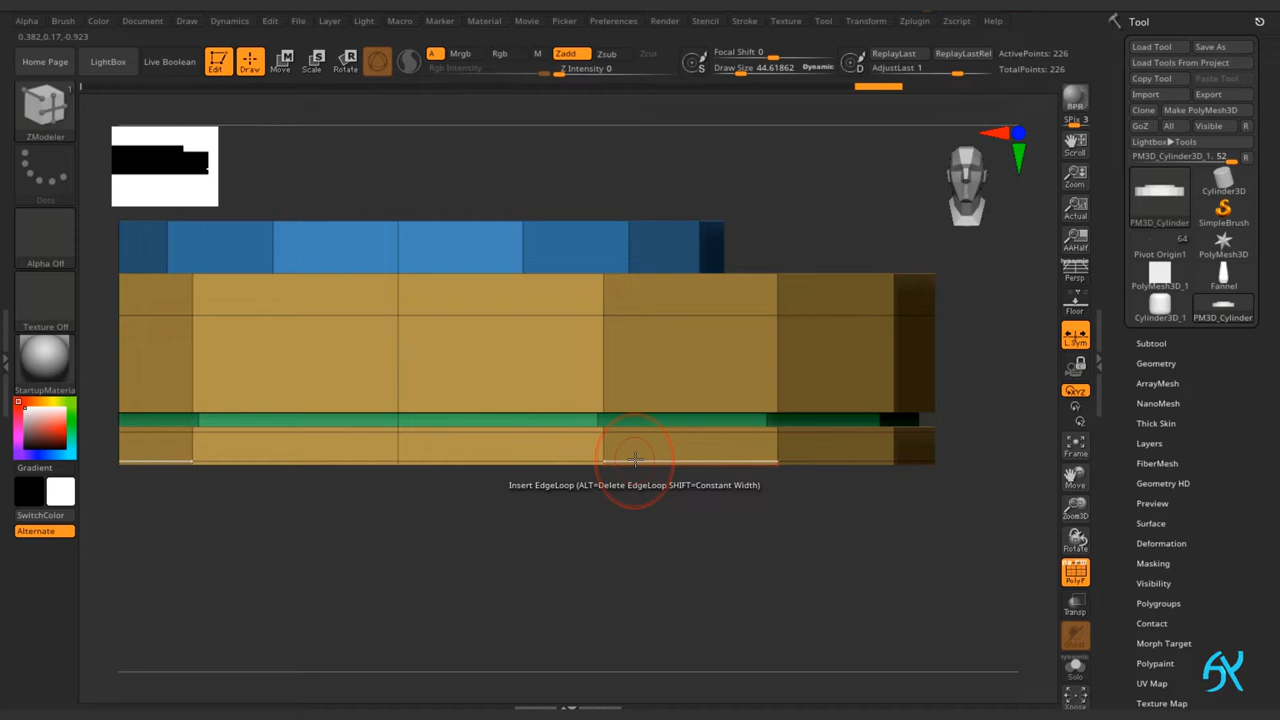 Alpha Brush Color Document Draw Dynamics Edit File Layer Light Macro Marker Material Movie Picker Preferences Render Stencil Stroke Texture Tool Transform Zplugin Zscript Help
0.382,0.17,-0.923
Home Page LightBox Live Boolean Edit Draw Move Scale Rotate
A Mrgb Rgb M Zadd Zsub Zcut
Rgb Intensity Z Intensity 0
Focal Shift 0
Draw Size 44.61862 Dynamic
S D
ReplayLast ReplayLastRel
AdjustLast 1
ActivePoints: 226
TotalPoints: 226
1
ZModeler
Dots
Alpha Off
Texture Off
StartupMateria
Gradient
SwitchColor
Alternate
Insert EdgeLoop (ALT=Delete EdgeLoop SHIFT=Constant Width)
BPR
SPix 3
Scroll
Zoom
Actual
AAHalf
Dynamic
Persp
Floor
L.Sym
XYZ
Frame
Move
Zoom3D
Rotate
PolyF
Transp
Ghost
Dynamic
Solo
Xpose
Tool
Load Tool Save As
Load Tools From Project
Copy Tool Paste Tool
Import Export
Clone Make PolyMesh3D
GoZ All Visible R
Lightbox▶Tools
PM3D_Cylinder3D_1. 52 R
PM3D_Cylinder Cylinder3D
SimpleBrush
64
Pivot Origin1 PolyMesh3D
PolyMesh3D_1 Fannel
Cylinder3D_1 PM3D_Cylinder
Subtool
Geometry
ArrayMesh
NanoMesh
Thick Skin
Layers
FiberMesh
Geometry HD
Preview
Surface
Deformation
Masking
Visibility
Polygroups
Contact
Morph Target
Polypaint
UV Map
Texture Map